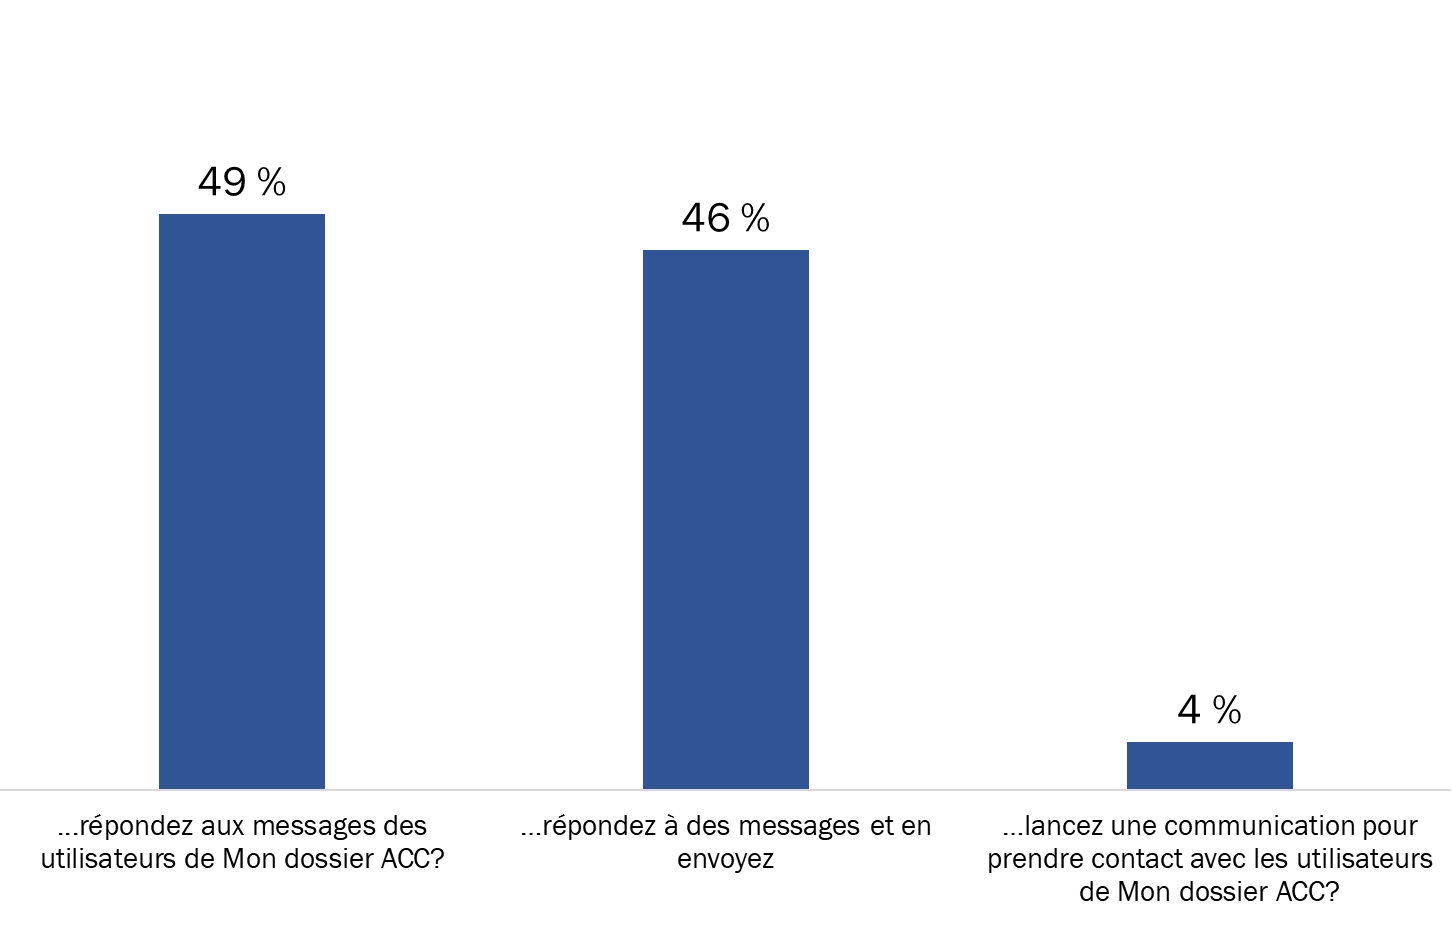 49 %
46 %
4 %
...répondez aux messages des
utilisateurs de Mon dossier ACC?
...répondez à des messages et en
envoyez
...lancez une communication pour
prendre contact avec les utilisateurs
de Mon dossier ACC?